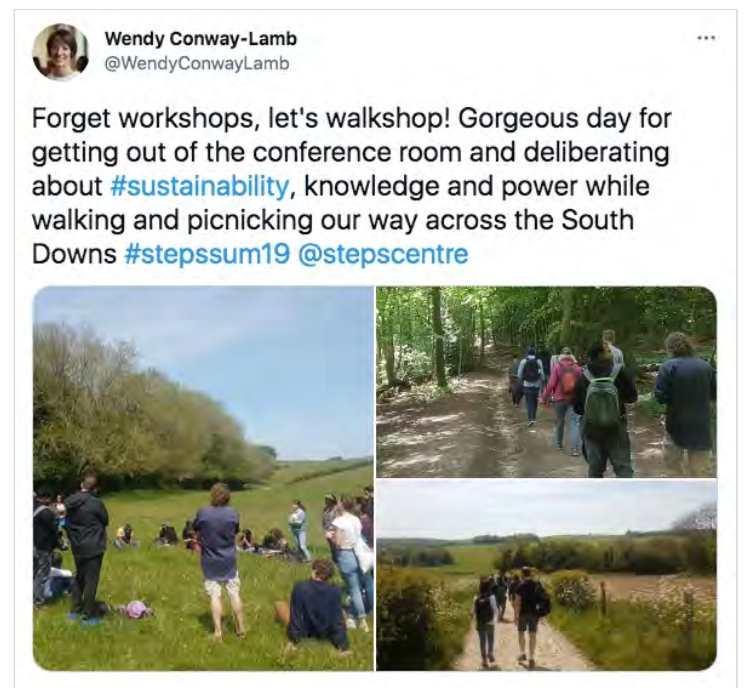 Wendy Conway-Lamb
@WendyConwayLamb
Forget workshops, let's walkshop! Gorgeous day for
getting out of the conference room and deliberating
about #sustainability, knowledge and power while
walking and picnicking our way across the South
Downs #stepssum19 @stepscentre